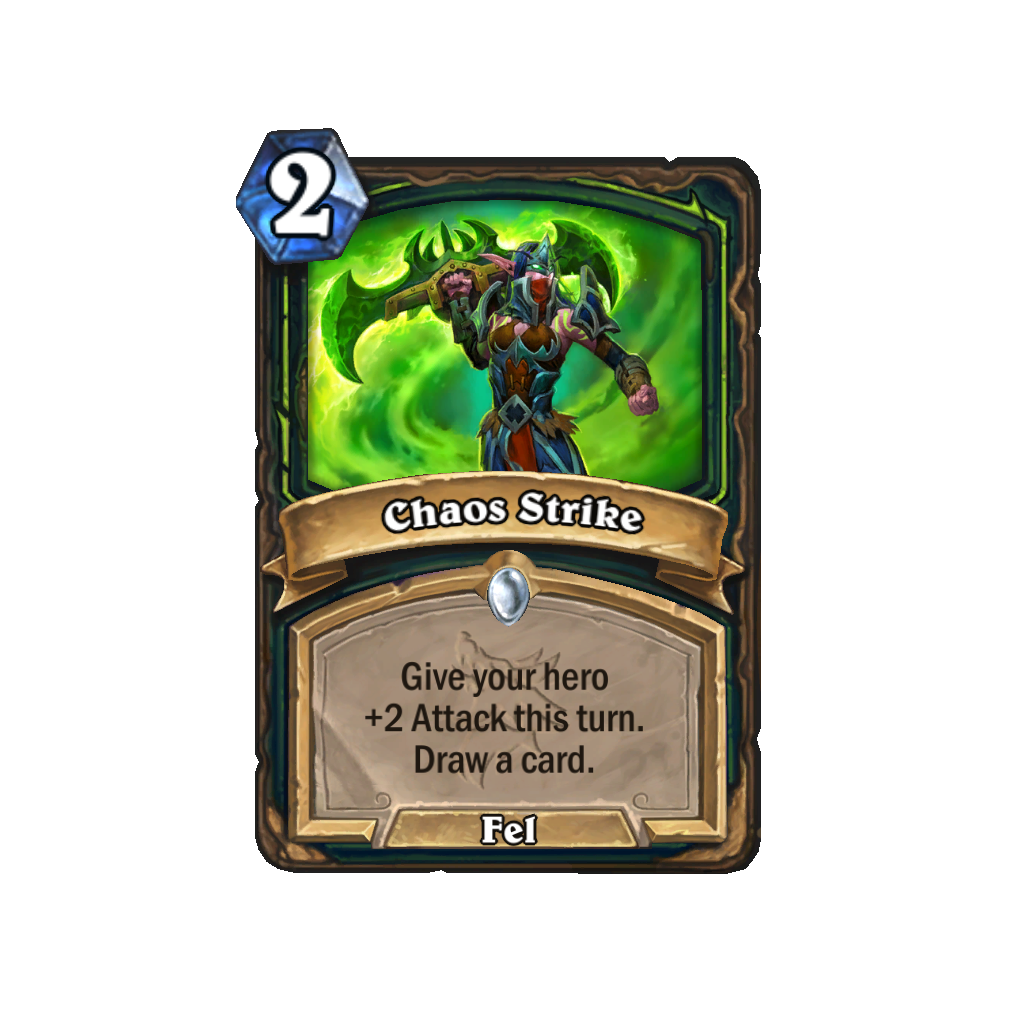 2
Chaos Strike
Give your hero
+2 Attack this turn.
Draw a card.
Fel